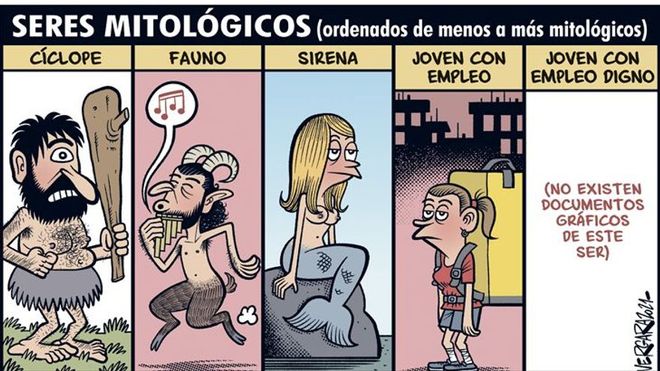 SERES MITOLÓGICOS (ordenados de menos a más mitológicos)
CÍCLOPE
FAUNO
SIRENA
JOVEN CON
EMPLEO
JOVEN CON
EMPLEO DIGNO
(NO EXISTEN
DOCUMENTOS
GRÁFICOS
DE ESTE
SER)
VERGARA2021-